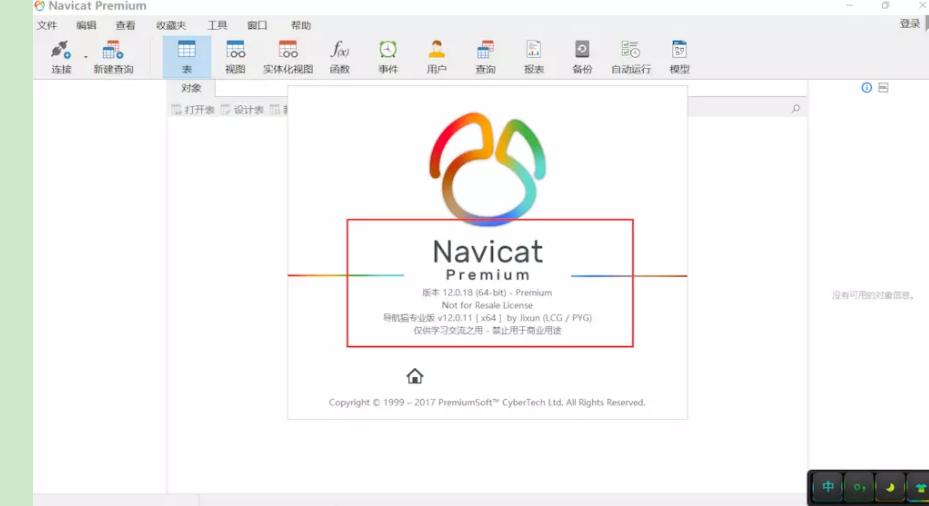 Navicat Premium
文件 编辑 查看 收藏夹 工具 窗口 帮助
登录
连接 新建查询 表 视图 实体化视图 函数 事件 用户 查询 报表 备份 自动运行 模型
对象
打开表 设计表
Navicat
Premium
版本 12.0.18 (64-bit) - Premium
Not for Resale License
导航猫专业版 v12.0.11 [ x64 ] by Jixun (LCG / PYG)
仅供学习交流之用 - 禁止用于商业用途
没有可用的对象信息。
Copyright © 1999 – 2017 PremiumSoft™ CyberTech Ltd. All Rights Reserved.
中